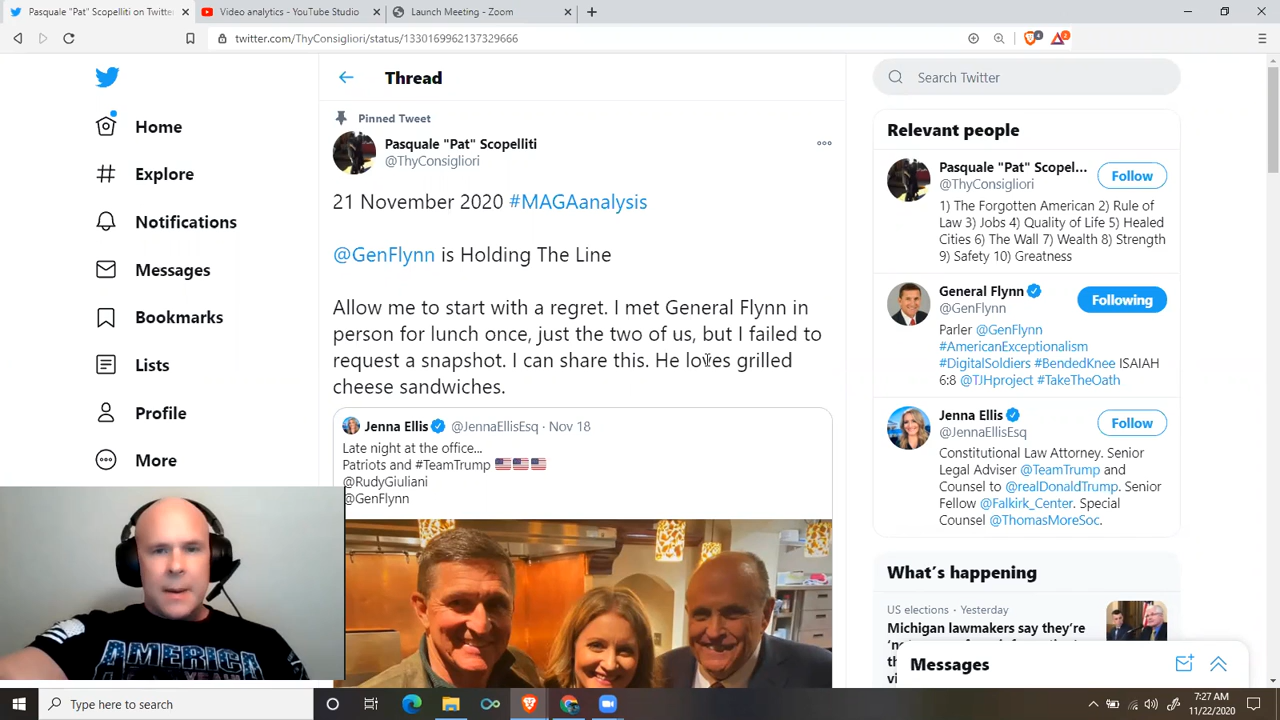 Pasquale "Pat" Scopelliti on Twitte
Video analytics - YouTube Studio
Launch Meeting - Zoom
twitter.com/ThyConsigliori/status/1330169962137329666
4
2
Home
Explore
Notifications
Messages
Bookmarks
Lists
Profile
More
Thread
Pinned Tweet
Pasquale "Pat" Scopelliti
@ThyConsigliori
21 November 2020 #MAGAanalysis
@GenFlynn is Holding The Line
Allow me to start with a regret. I met General Flynn in
person for lunch once, just the two of us, but I failed to
request a snapshot. I can share this. He loves grilled
cheese sandwiches.
Jenna Ellis @JennaEllisEsq · Nov 18
Late night at the office...
Patriots and #TeamTrump 🇺🇸🇺🇸🇺🇸
@RudyGiuliani
@GenFlynn
Search Twitter
Relevant people
Pasquale "Pat" Scopel...
@ThyConsigliori
Follow
1) The Forgotten American 2) Rule of
Law 3) Jobs 4) Quality of Life 5) Healed
Cities 6) The Wall 7) Wealth 8) Strength
9) Safety 10) Greatness
General Flynn
@GenFlynn
Following
Parler @GenFlynn
#AmericanExceptionalism
#DigitalSoldiers #BendedKnee ISAIAH
6:8 @TJHproject #TakeTheOath
Jenna Ellis
@JennaEllisEsq
Follow
Constitutional Law Attorney. Senior
Legal Adviser @TeamTrump and
Counsel to @realDonaldTrump. Senior
Fellow @Falkirk_Center. Special
Counsel @ThomasMoreSoc.
What's happening
US elections · Yesterday
Michigan lawmakers say they're
Messages
AMERICA
Type here to search
7:27 AM
11/22/2020